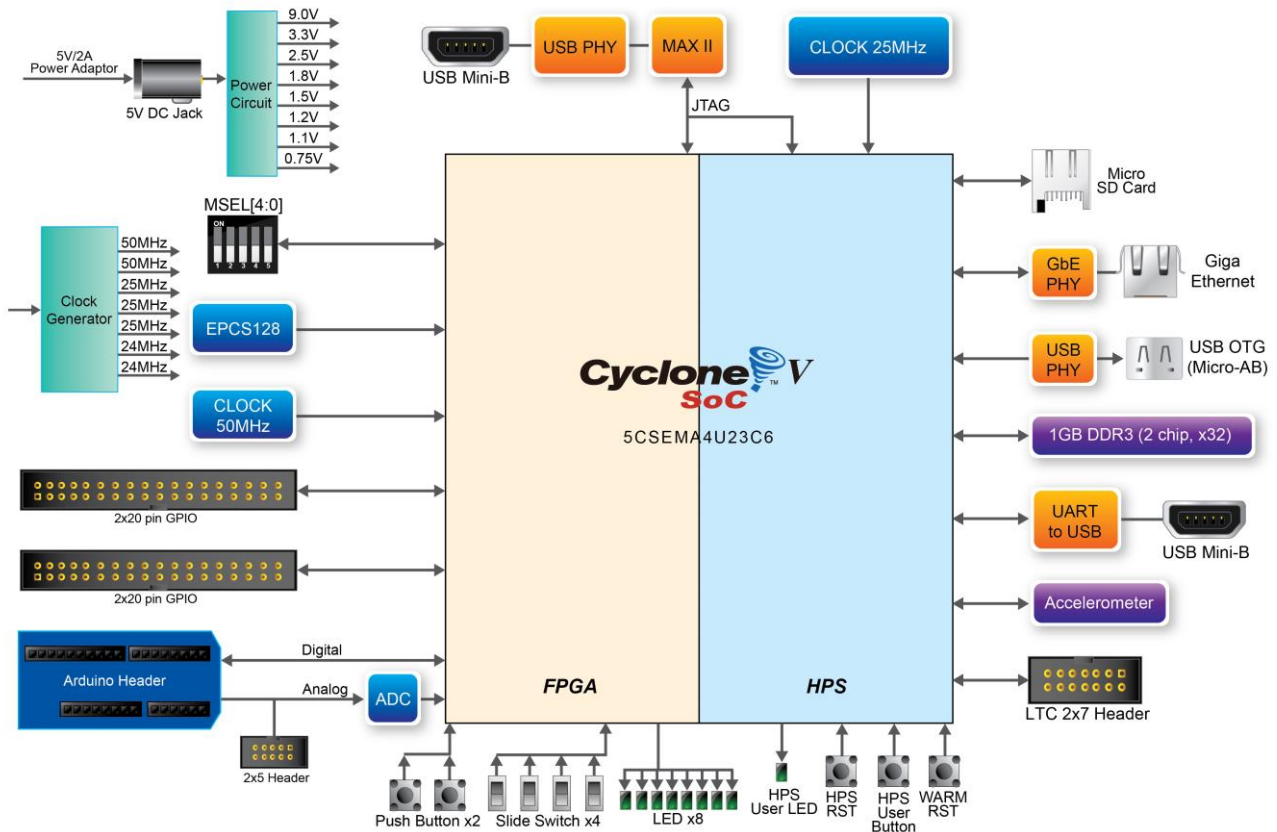 5V/2A
Power Adaptor
5V DC Jack
Power
Circuit
9.0V
3.3V
2.5V
1.8V
1.5V
1.2V
1.1V
0.75V
USB Mini-B
USB PHY
MAX II
JTAG
CLOCK 25MHz
MSEL[4:0]
ON
1 2 3 4 5
Clock
Generator
50MHz
50MHz
25MHz
25MHz
25MHz
24MHz
24MHz
EPCS128
CLOCK
50MHz
2x20 pin GPIO
2x20 pin GPIO
Arduino Header
Digital
Analog
ADC
2x5 Header
Cyclone V
TM
SoC
5CSEMA4U23C6
FPGA
HPS
Micro
SD Card
GbE
PHY
Giga
Ethernet
USB
PHY
USB OTG
(Micro-AB)
1GB DDR3 (2 chip, x32)
UART
to USB
USB Mini-B
Accelerometer
LTC 2x7 Header
Push Button x2
Slide Switch x4
LED x8
HPS
User LED
HPS
RST
HPS
User
Button
WARM
RST